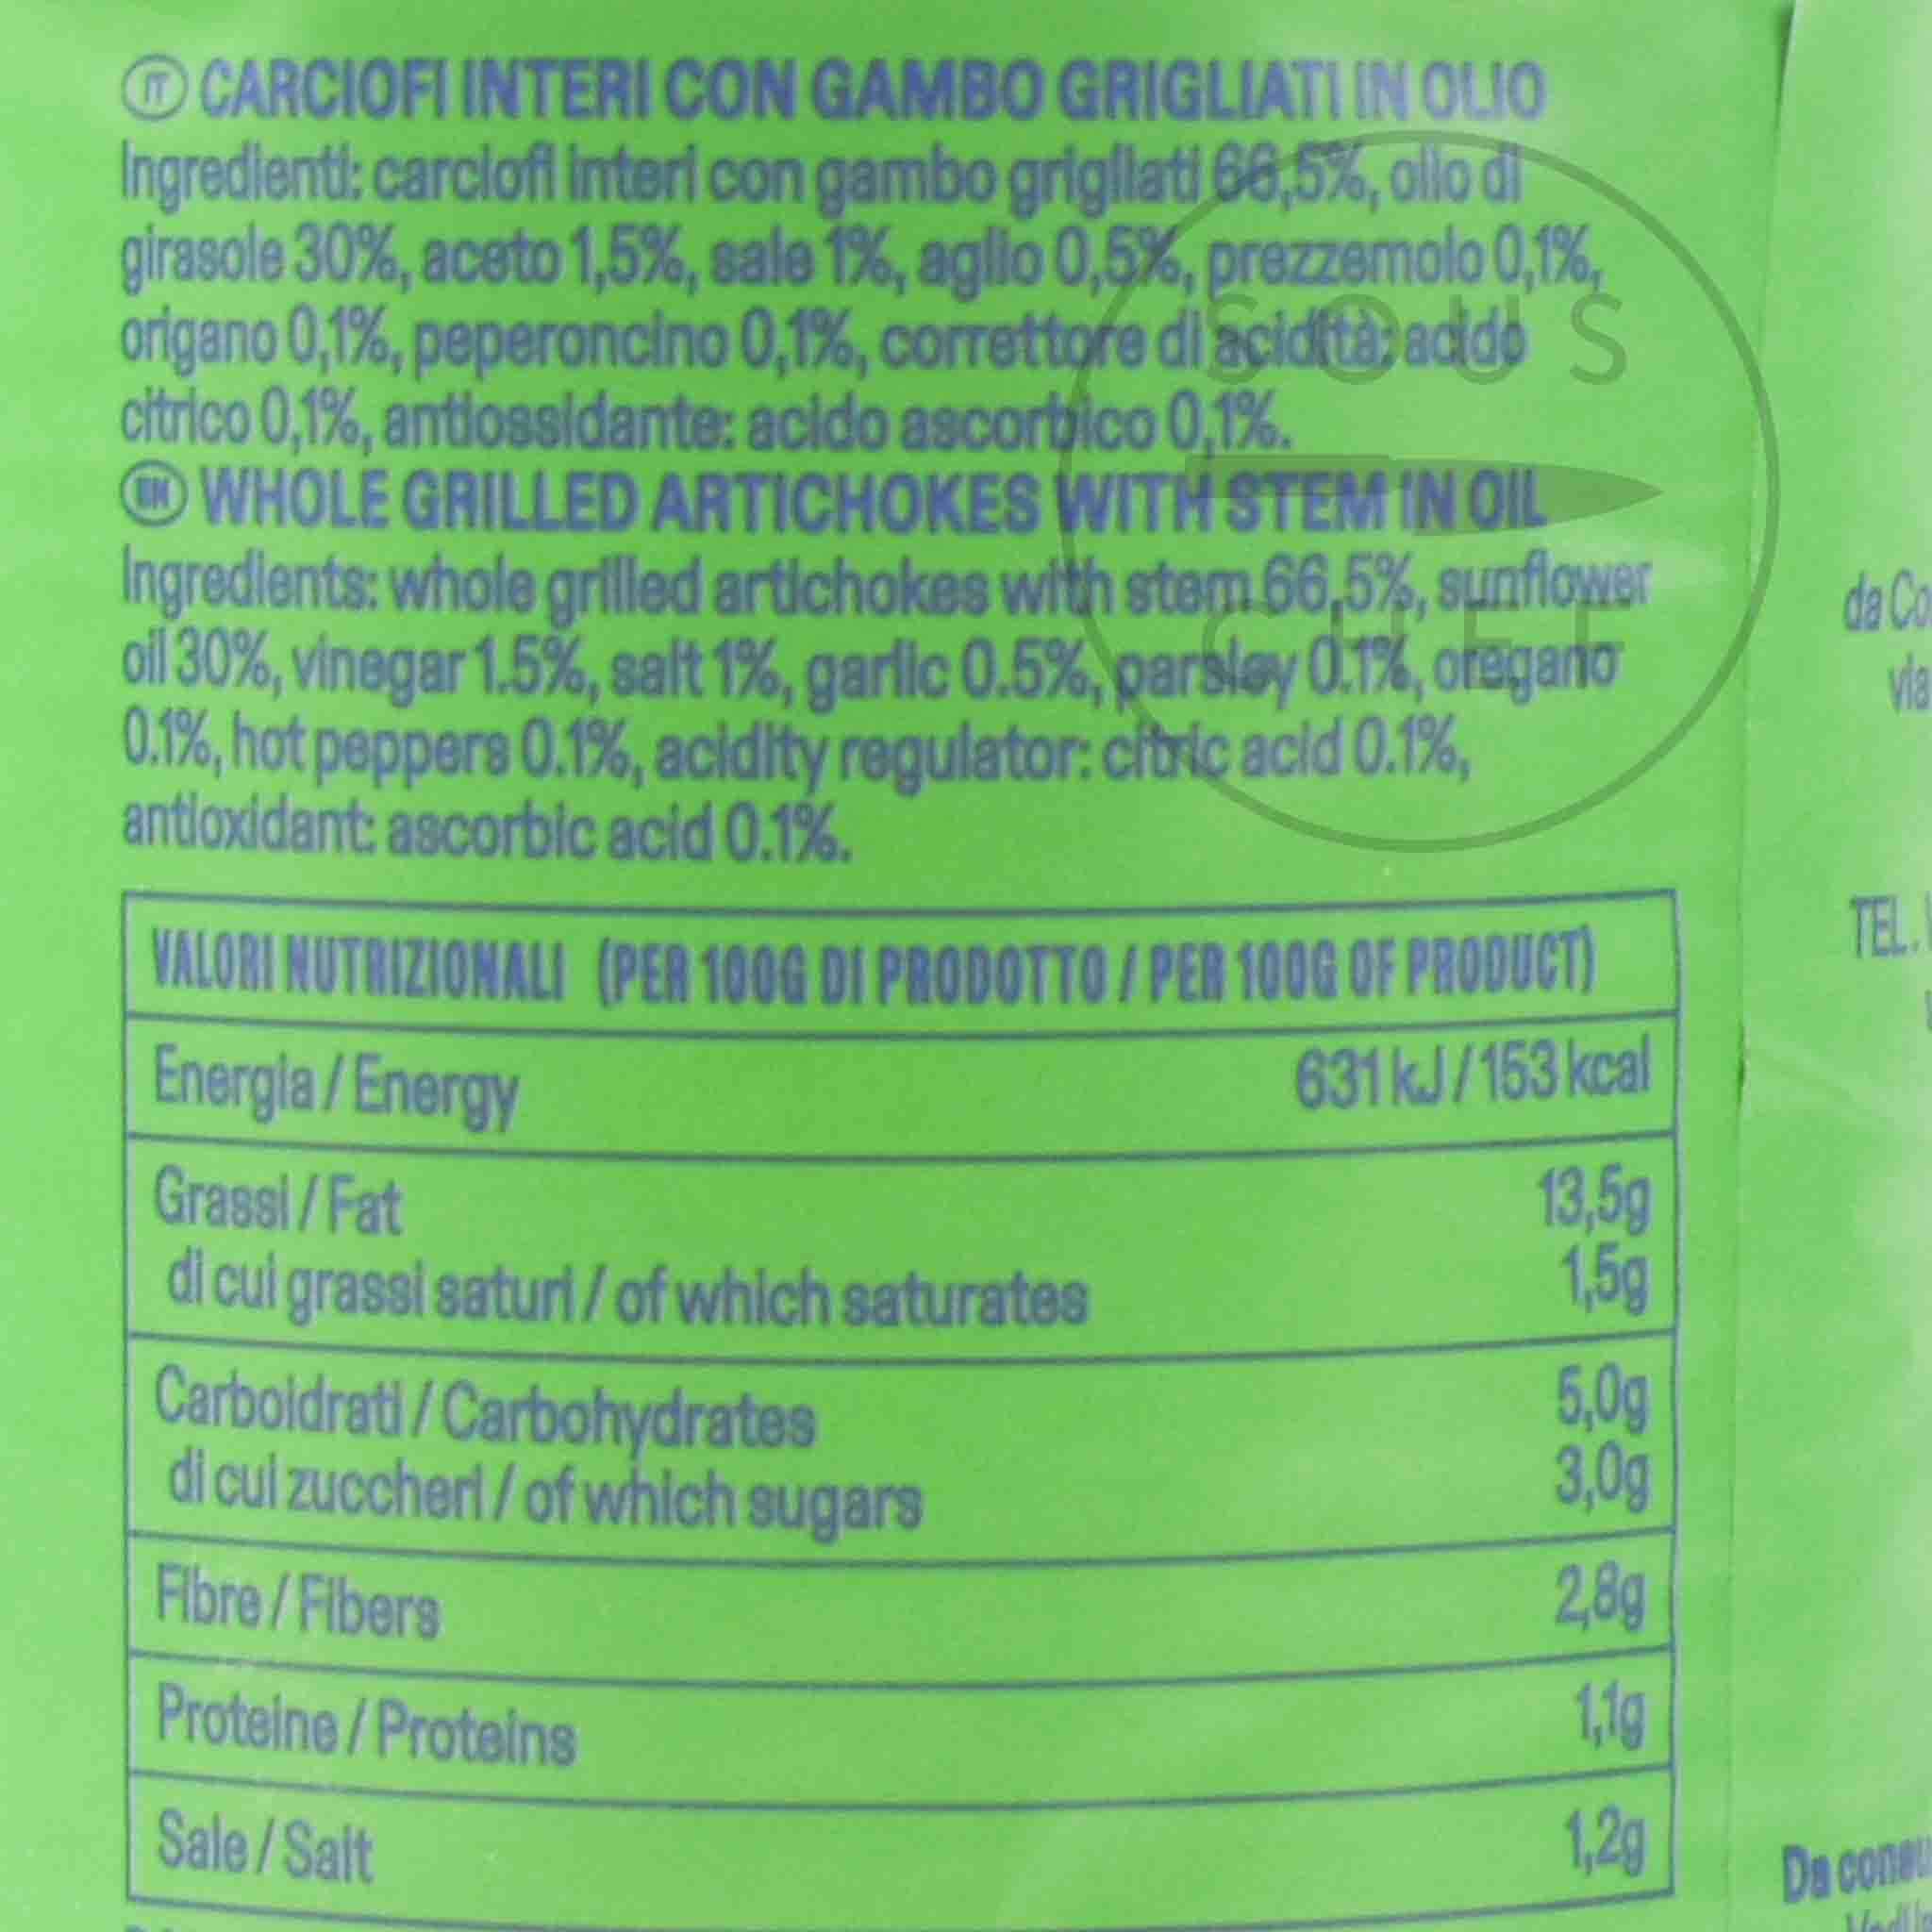 IT CARCIOFI INTERI CON GAMBO GRIGLIATI IN OLIO
Ingredienti: carciofi interi con gambo grigliati 66,5%, olio di
girasole 30%, aceto 1,5%, sale 1%, aglio 0,5%, prezzemolo 0,1%,
origano 0,1%, peperoncino 0,1%, correttore di acidità: acido
citrico 0,1%, antiossidante: acido ascorbico 0,1%.
WHOLE GRILLED ARTICHOKES WITH STEM IN OIL
Ingredients: whole grilled artichokes with stem 66,5%, sunflower
oil 30%, vinegar 1.5%, salt 1%, garlic 0.5%, parsley 0.1%, oregano
0.1%, hot peppers 0.1%, acidity regulator: citric acid 0.1%,
antioxidant: ascorbic acid 0.1%.
SOUS
CHEF
VALORI NUTRIZIONALI (PER 100G DI PRODOTTO / PER 100G OF PRODUCT)
Energia / Energy 631 kJ / 153 kcal
Grassi / Fat 13,5g
di cui grassi saturi / of which saturates 1,5g
Carboidrati / Carbohydrates 5,0g
di cui zuccheri / of which sugars 3,0g
Fibre / Fibers 2,8g
Proteine / Proteins 1,1g
Sale / Salt 1,2g
da
via
TEL.
Da